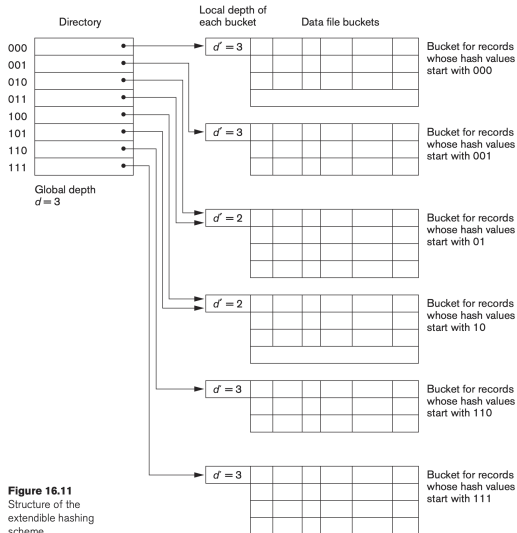 Directory
Local depth of
each bucket
Data file buckets
000
001
010
011
100
101
110
111
Global depth
d = 3
d′ = 3
Bucket for records
whose hash values
start with 000
d′ = 3
Bucket for records
whose hash values
start with 001
d′ = 2
Bucket for records
whose hash values
start with 01
d′ = 2
Bucket for records
whose hash values
start with 10
d′ = 3
Bucket for records
whose hash values
start with 110
d′ = 3
Bucket for records
whose hash values
start with 111
Figure 16.11
Structure of the
extendible hashing
scheme